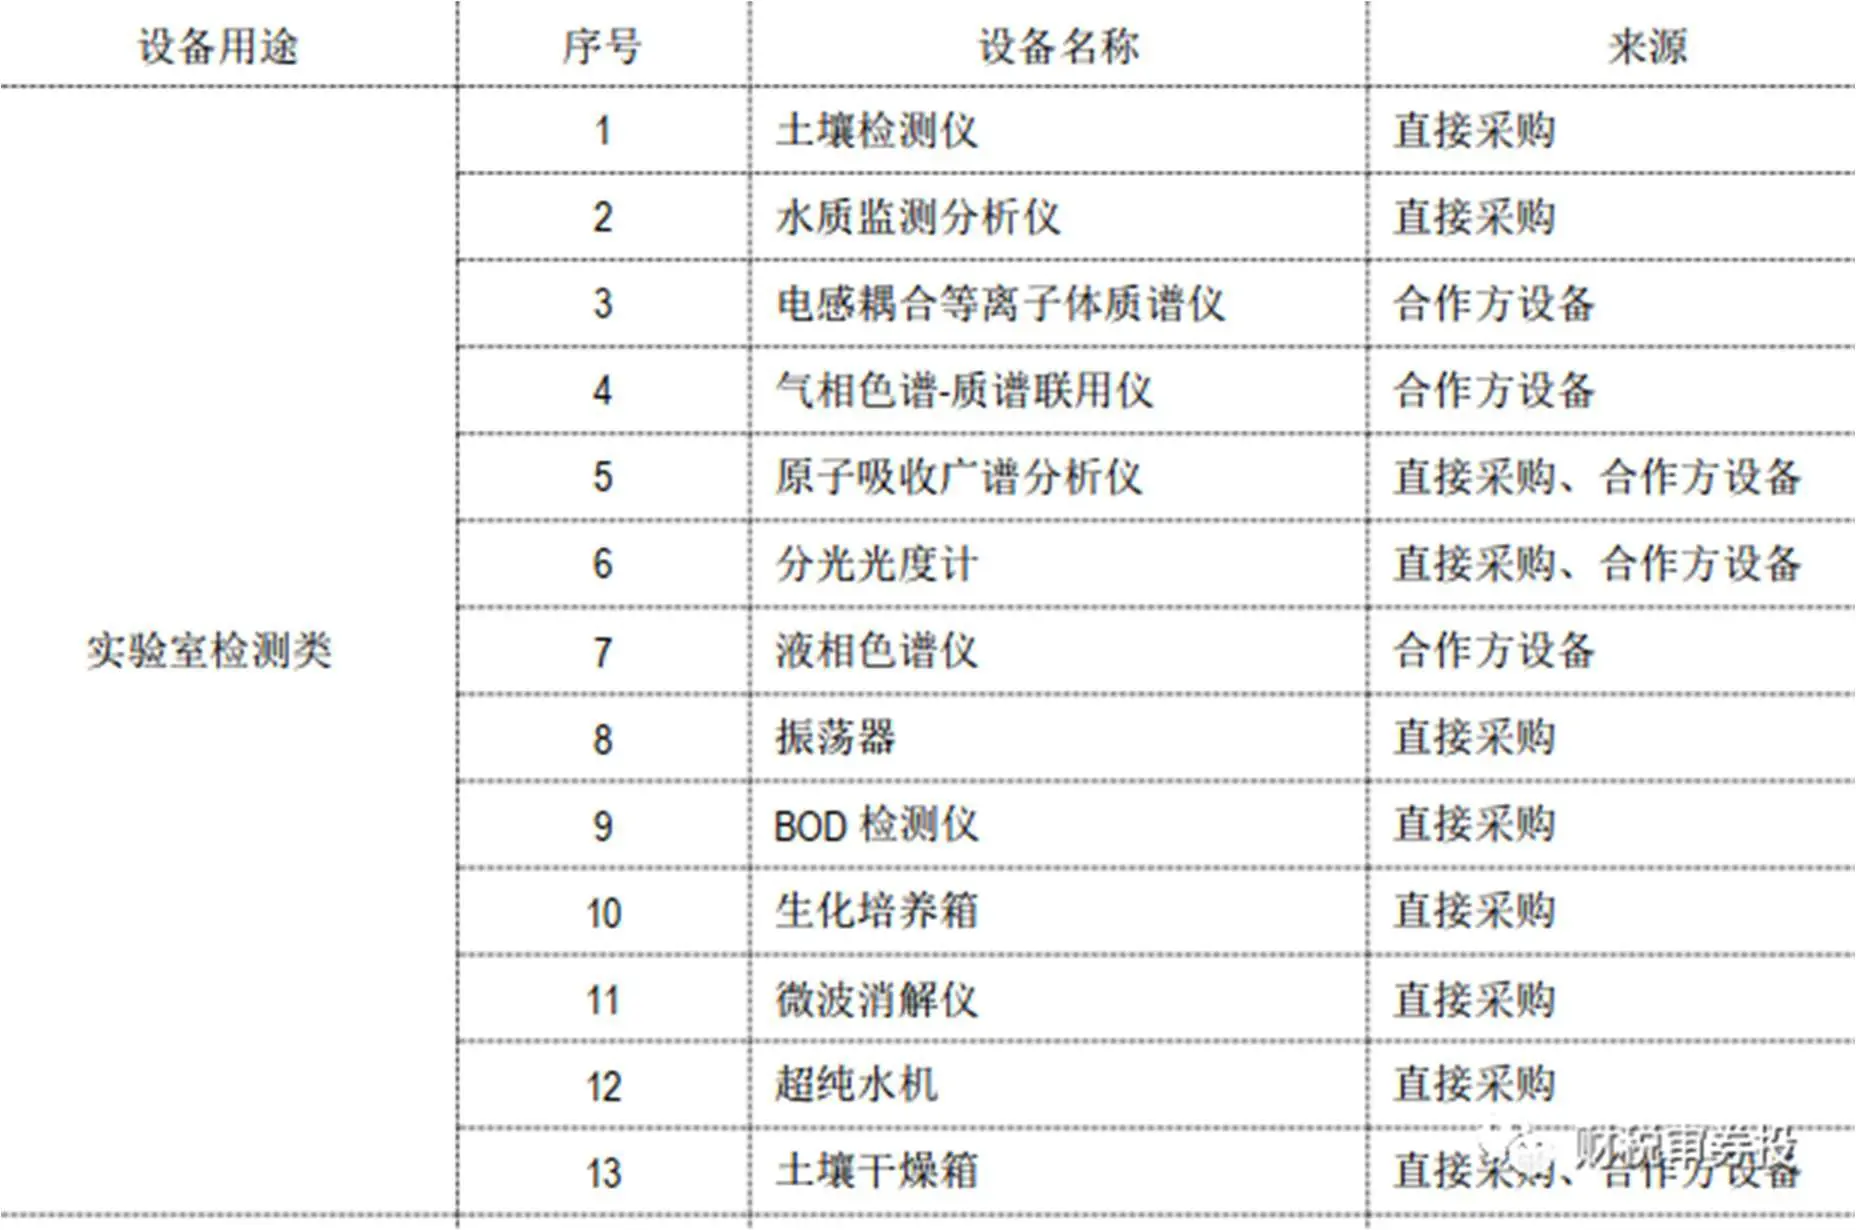 设备用途 序号 设备名称 来源
1 土壤检测仪 直接采购
2 水质监测分析仪 直接采购
3 电感耦合等离子体质谱仪 合作方设备
4 气相色谱-质谱联用仪 合作方设备
5 原子吸收广谱分析仪 直接采购、合作方设备
6 分光光度计 直接采购、合作方设备
实验室检测类 7 液相色谱仪 合作方设备
8 振荡器 直接采购
9 BOD 检测仪 直接采购
10 生化培养箱 直接采购
11 微波消解仪 直接采购
12 超纯水机 直接采购
财税审券投
13 土壤干燥箱 直接采购、合作方设备